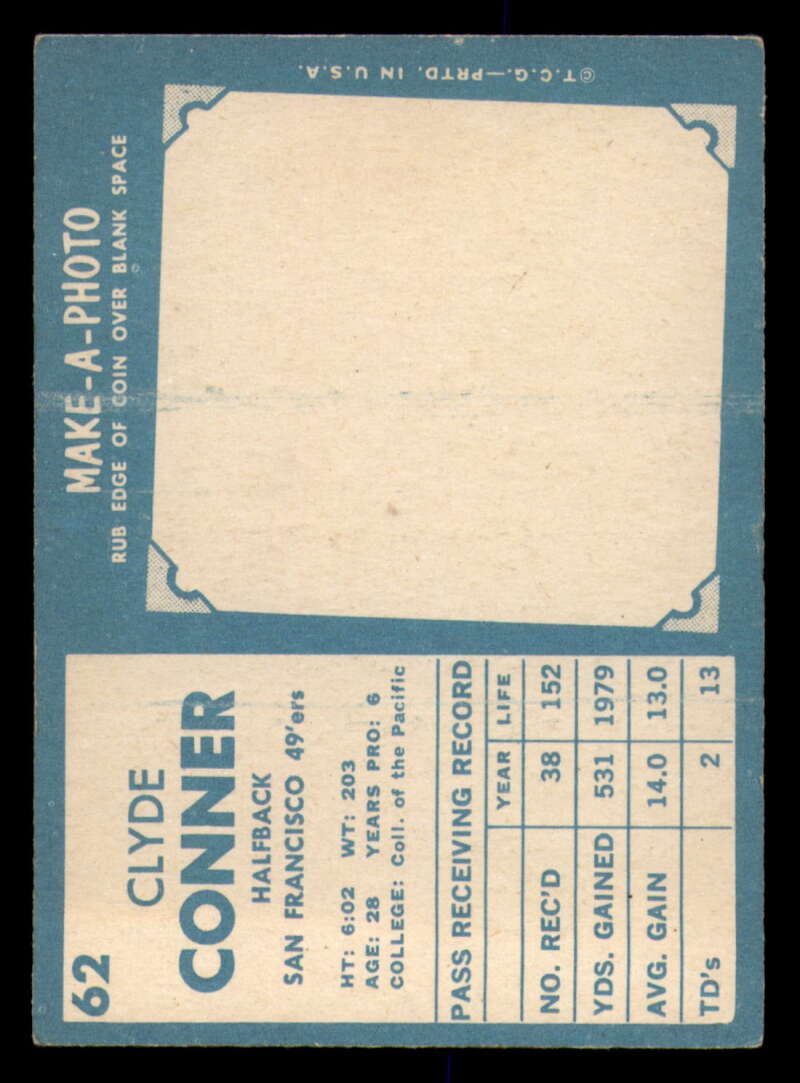 62
CLYDE
CONNER
HALFBACK
SAN FRANCISCO 49'ers
HT: 6:02 WT: 203
AGE: 28 YEARS PRO: 6
COLLEGE: Coll. of the Pacific
PASS RECEIVING RECORD
YEAR LIFE
NO. REC'D 38 152
YDS. GAINED 531 1979
AVG. GAIN 14.0 13.0
TD's 2 13
MAKE-A-PHOTO
RUB EDGE OF COIN OVER BLANK SPACE
© T.C.G.—PRTD. IN U.S.A.